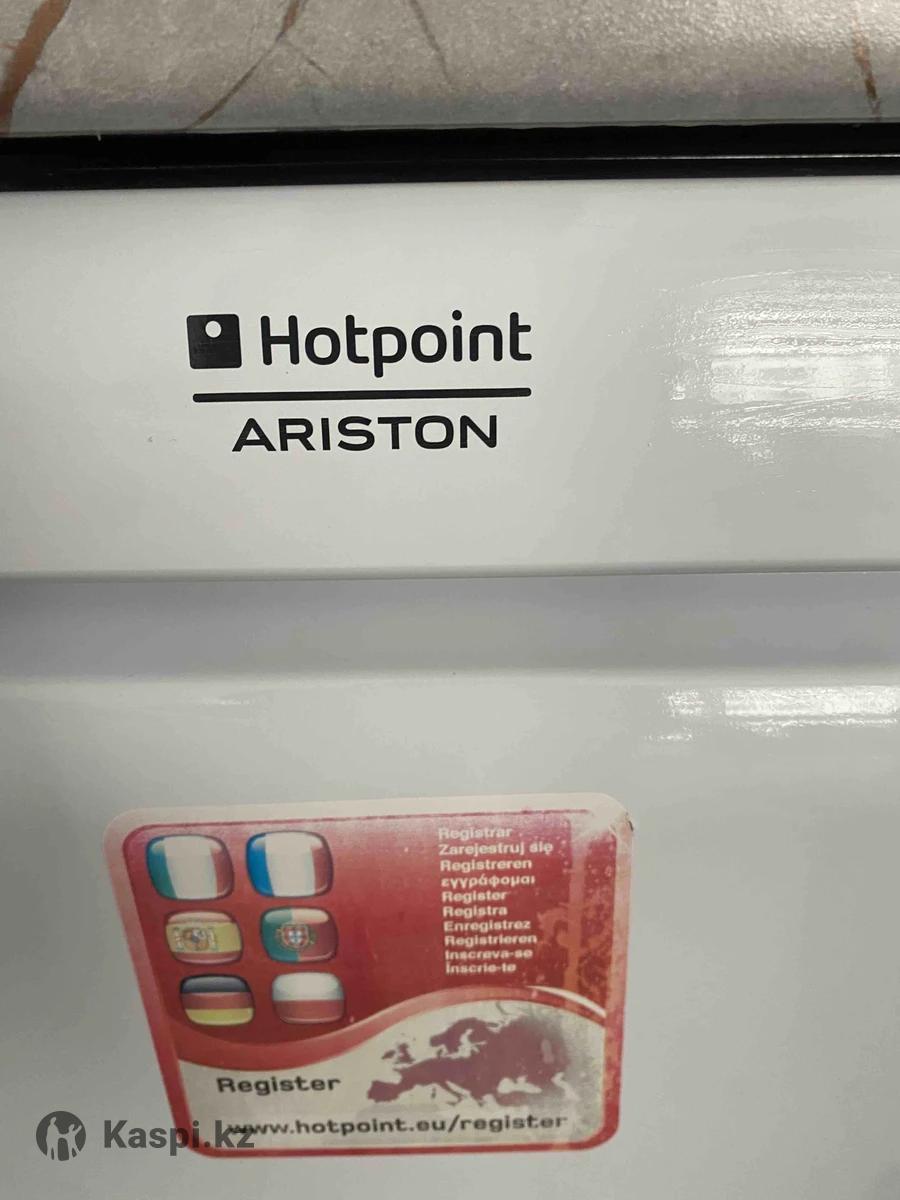 Hotpoint
ARISTON
Registrar
Zarejestruj się
Registreren
εγγράφομαι
Register
Registra
Enregistrez
Registrieren
Inscreva-se
Înscrie-te
Register
www.hotpoint.eu/register
Kaspi.kz